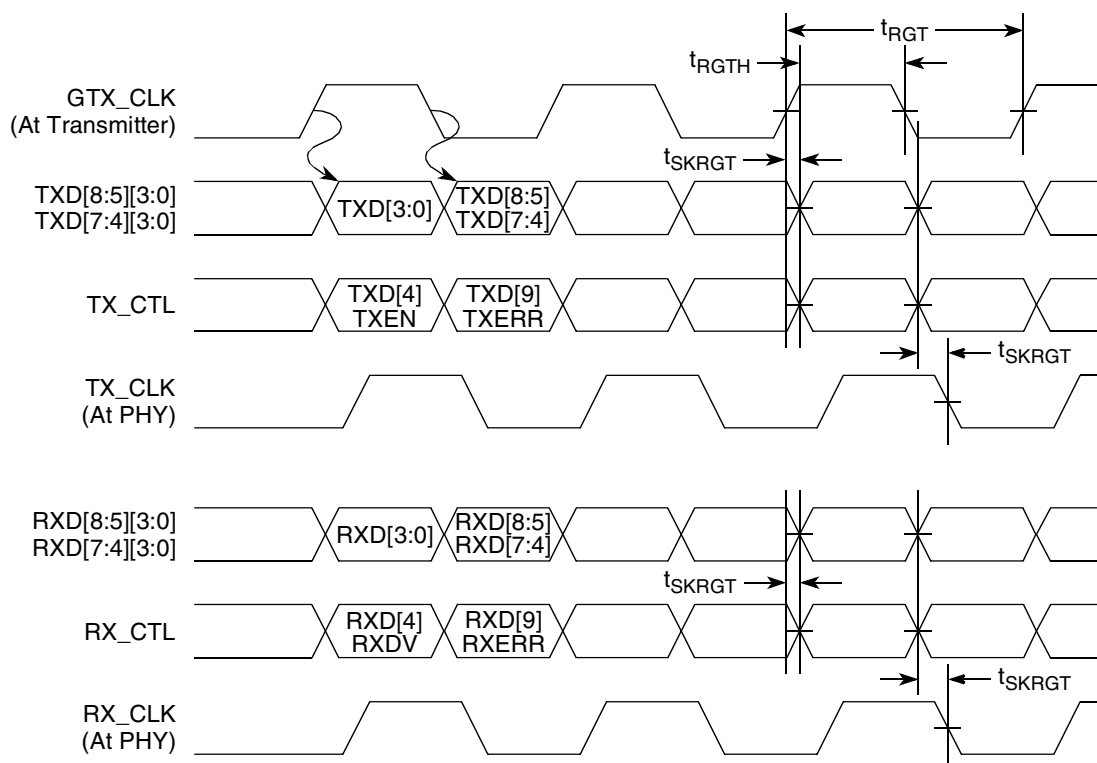 tRGT
tRGTH
GTX_CLK
(At Transmitter)
tSKRGT
TXD[8:5][3:0]
TXD[7:4][3:0]
TXD[3:0]
TXD[8:5]
TXD[7:4]
TX_CTL
TXD[4]
TXEN
TXD[9]
TXERR
tSKRGT
TX_CLK
(At PHY)
RXD[8:5][3:0]
RXD[7:4][3:0]
RXD[3:0]
RXD[8:5]
RXD[7:4]
tSKRGT
RX_CTL
RXD[4]
RXDV
RXD[9]
RXERR
tSKRGT
RX_CLK
(At PHY)